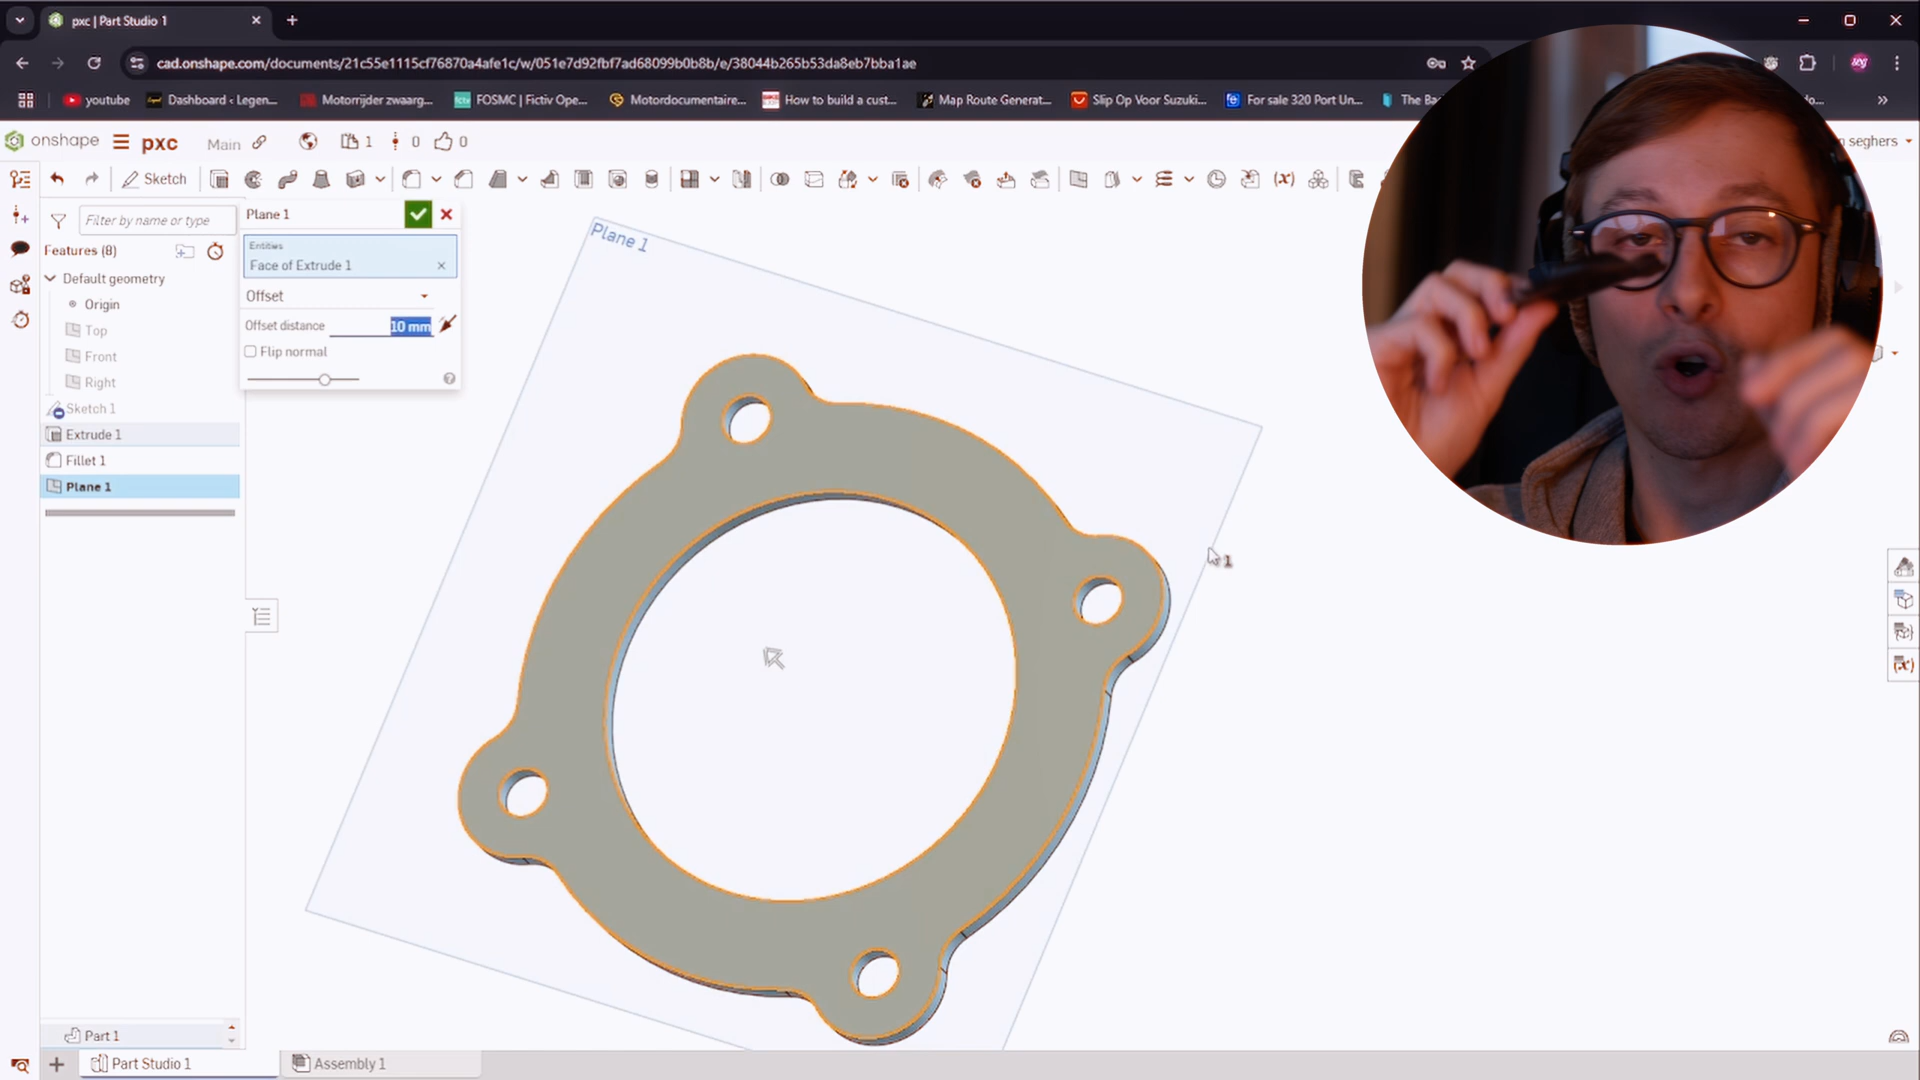 pxc | Part Studio 1
cad.onshape.com/documents/21c55e1115cf76870a4afe1c/w/051e7d92fbf7ad68099b0b8b/e/38044b265b53da8eb7bba1ae
youtube
Dashboard ‹ Legen...
Motorrijder zwaarg...
FOSMC | Fictiv Ope...
Motordocumentaire...
How to build a cust...
Map Route Generat...
Slip Op Voor Suzuki...
For sale 320 Port Un...
The Ba
onshape
pxc
Main
1
0
0
seghers
Sketch
(x)
Filter by name or type
Features (8)
Default geometry
Origin
Top
Front
Right
Sketch 1
Extrude 1
Fillet 1
Plane 1
Plane 1
Entities
Face of Extrude 1
Offset
Offset distance
10 mm
Flip normal
Plane 1
1
(x)
Part 1
Part Studio 1
Assembly 1